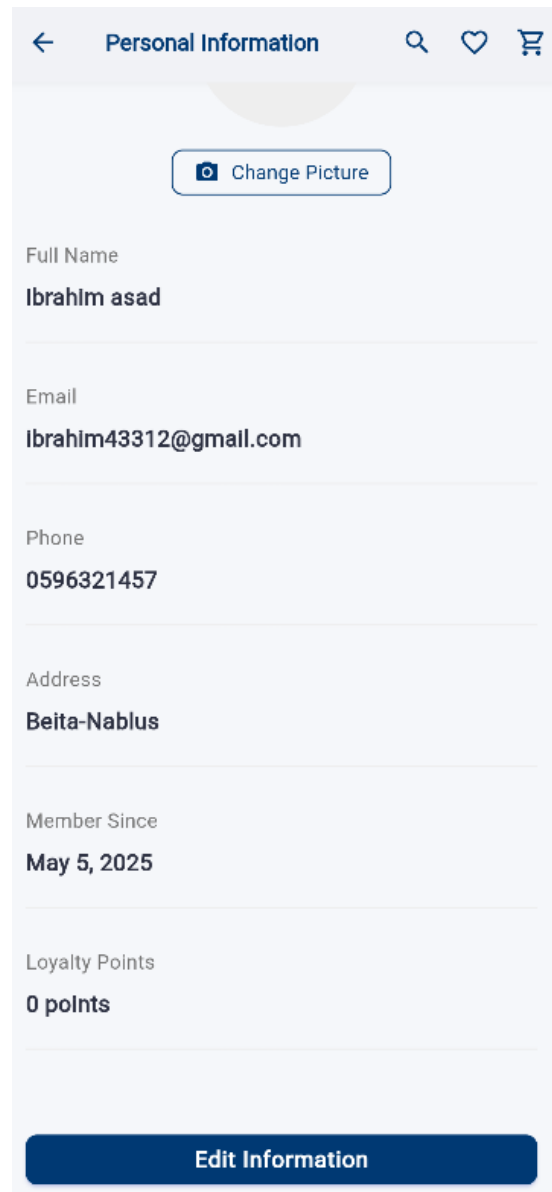 Personal Information
Change Picture
Full Name
Ibrahim asad
Email
ibrahim43312@gmail.com
Phone
0596321457
Address
Beita-Nablus
Member Since
May 5, 2025
Loyalty Points
0 points
Edit Information